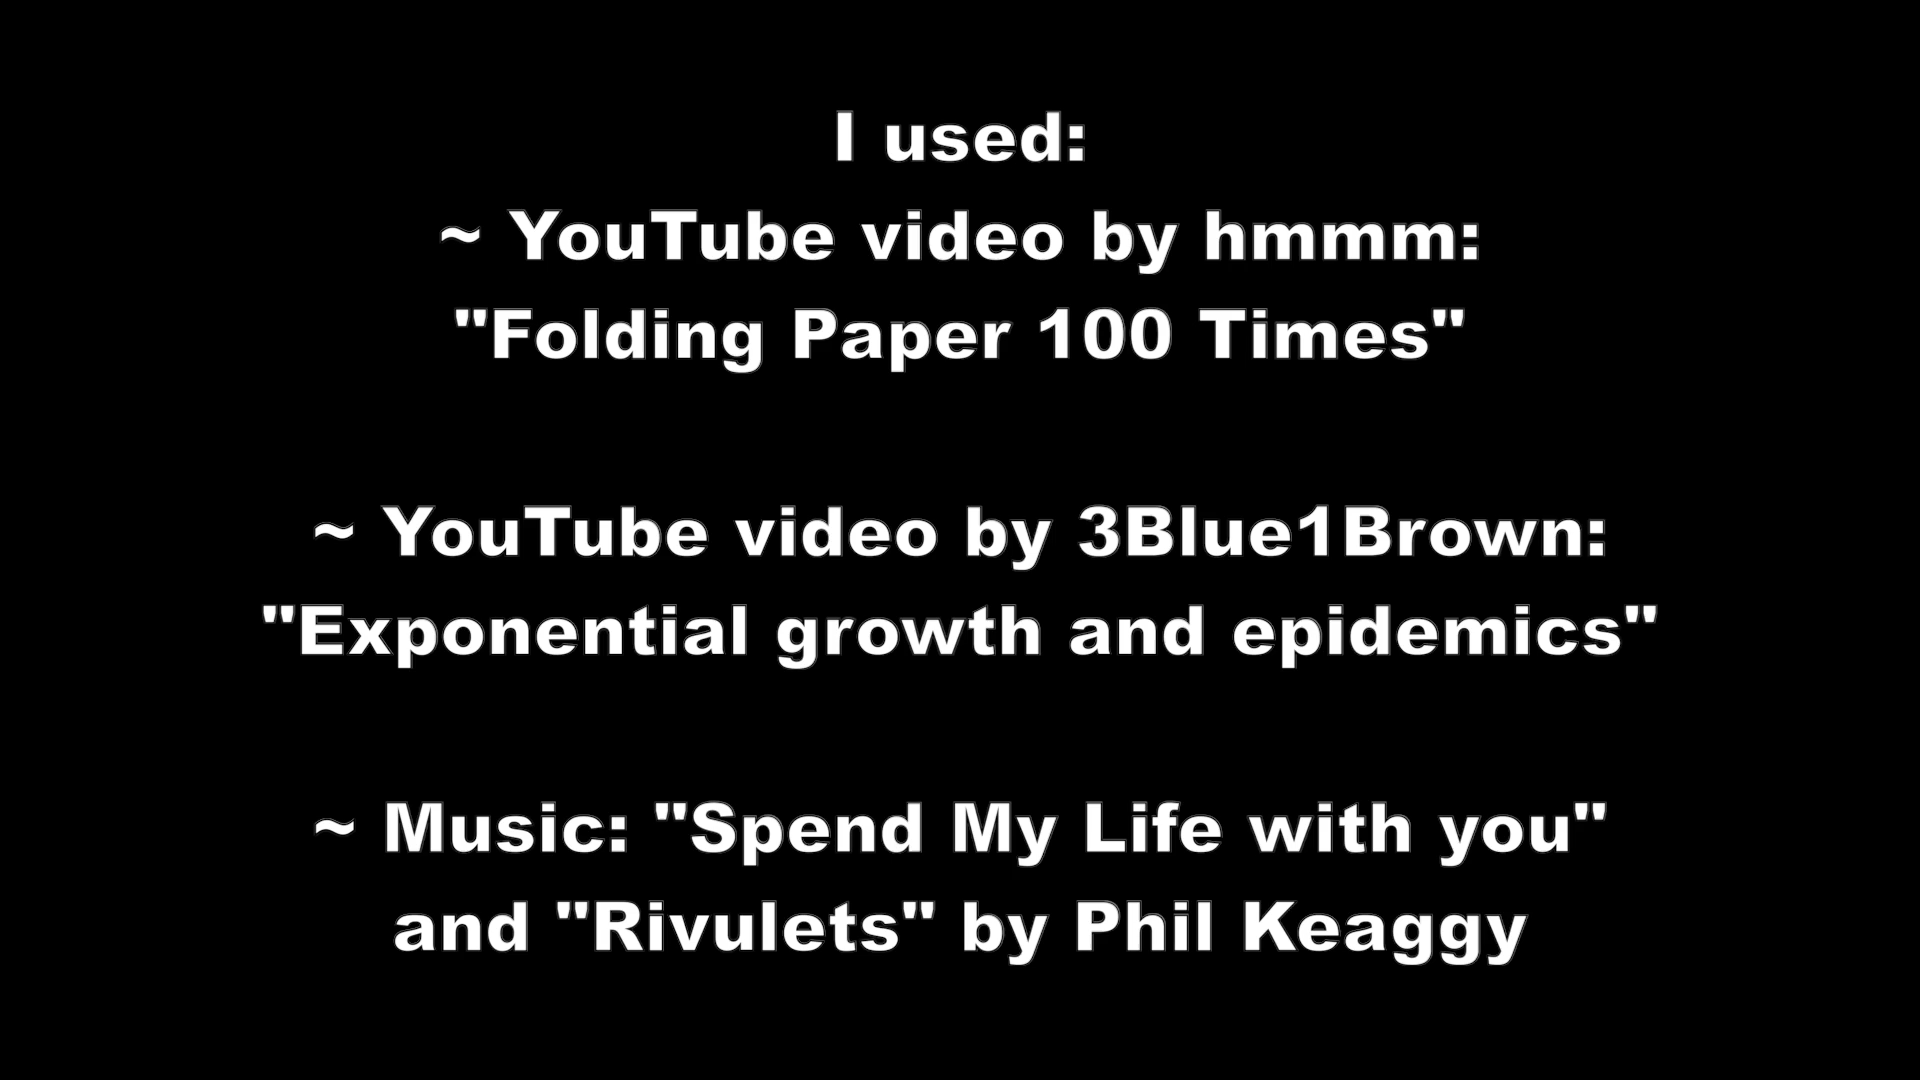 I used:
~ YouTube video by hmmm:
"Folding Paper 100 Times"
~ YouTube video by 3Blue1Brown:
"Exponential growth and epidemics"
~ Music: "Spend My Life with you"
and "Rivulets" by Phil Keaggy